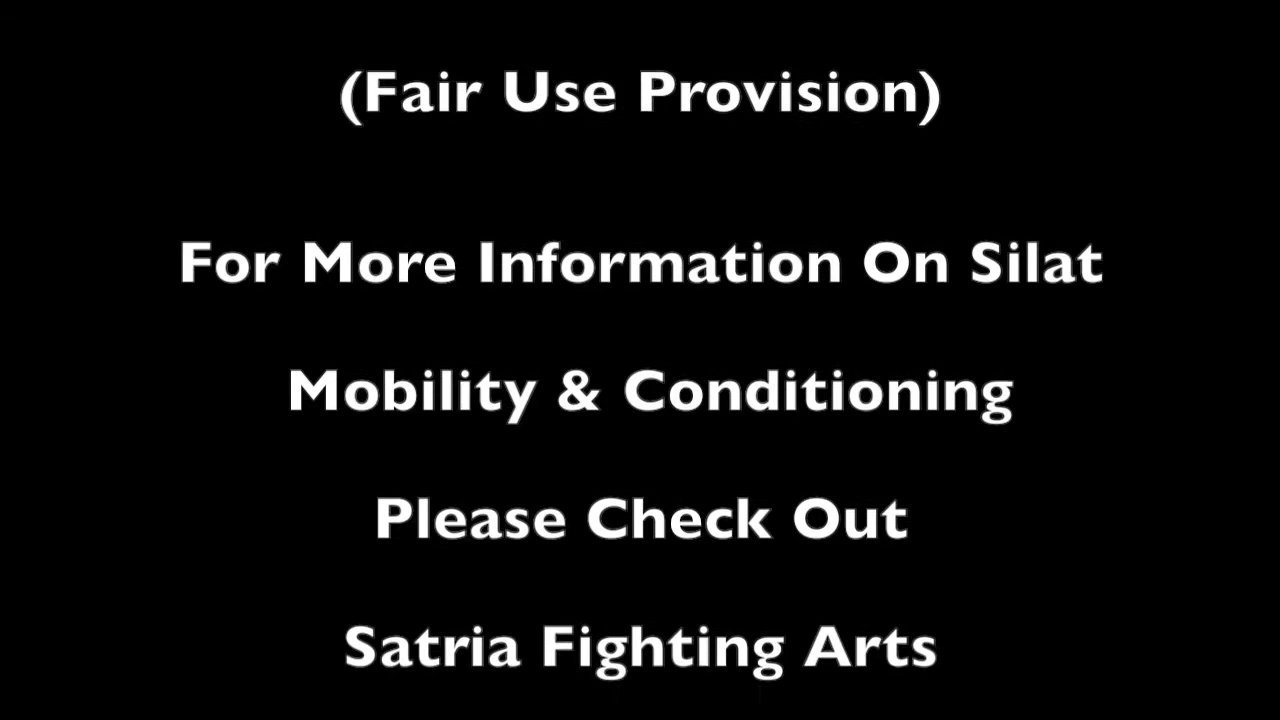 (Fair Use Provision)
For More Information On Silat
Mobility & Conditioning
Please Check Out
Satria Fighting Arts